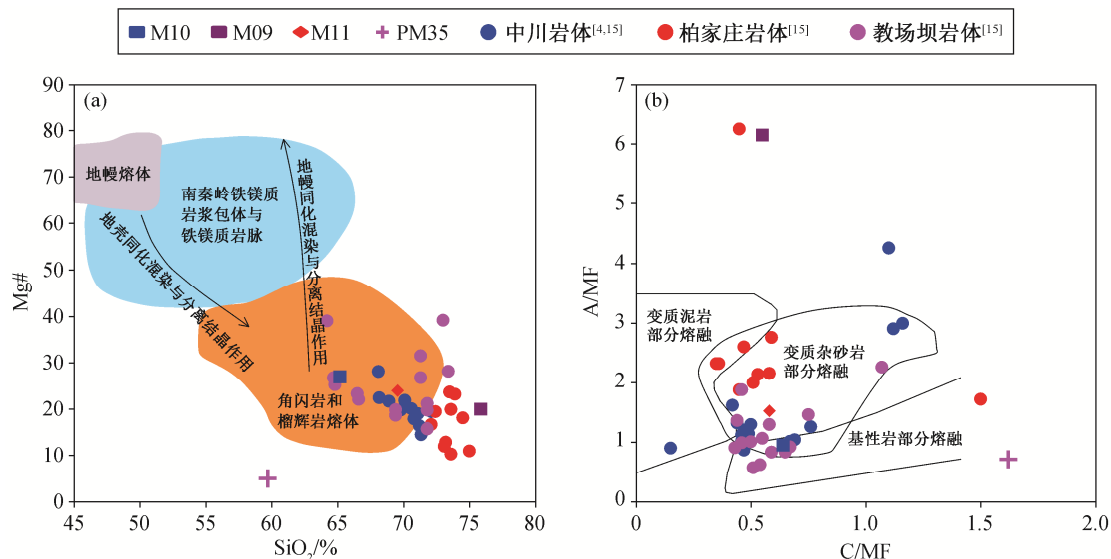 M10 M09 M11 PM35 中川岩体[4,15] 柏家庄岩体[15] 教场坝岩体[15]
(a)
90
80
70
60
50
40
30
20
10
0
Mg#
45 50 55 60 65 70 75 80
SiO2/%
地幔熔体
南秦岭铁镁质
岩浆包体与
铁镁质岩脉
地壳同化混染与分离结晶作用
地幔同化混染与分离结晶作用
角闪岩和
榴辉岩熔体
(b)
7
6
5
4
3
2
1
0
A/MF
0 0.5 1.0 1.5 2.0
C/MF
变质泥岩
部分熔融
变质杂砂岩
部分熔融
基性岩部分熔融